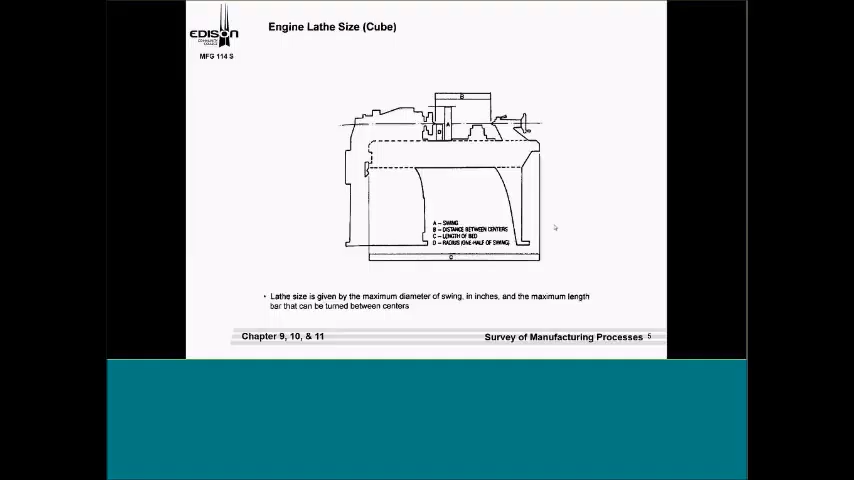 Engine Lathe Size (Cube)
EDISON
COMMUNITY
COLLEGE
MFG 114 S
B
A
D
A – SWING
B – DISTANCE BETWEEN CENTERS
C – LENGTH OF BED
D – RADIUS (ONE-HALF OF SWING)
C
• Lathe size is given by the maximum diameter of swing, in inches, and the maximum length
bar that can be turned between centers
Chapter 9, 10, & 11
Survey of Manufacturing Processes 5